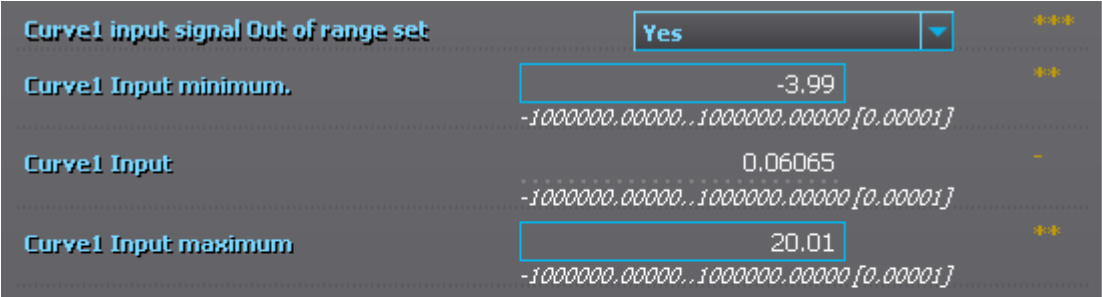 Curve1 input signal Out of range set Yes ***
Curve1 Input minimum. -3.99 **
-1000000.00000..1000000.00000 [0.00001]
Curve1 Input 0.06065 -
-1000000.00000..1000000.00000 [0.00001]
Curve1 Input maximum 20.01 **
-1000000.00000..1000000.00000 [0.00001]